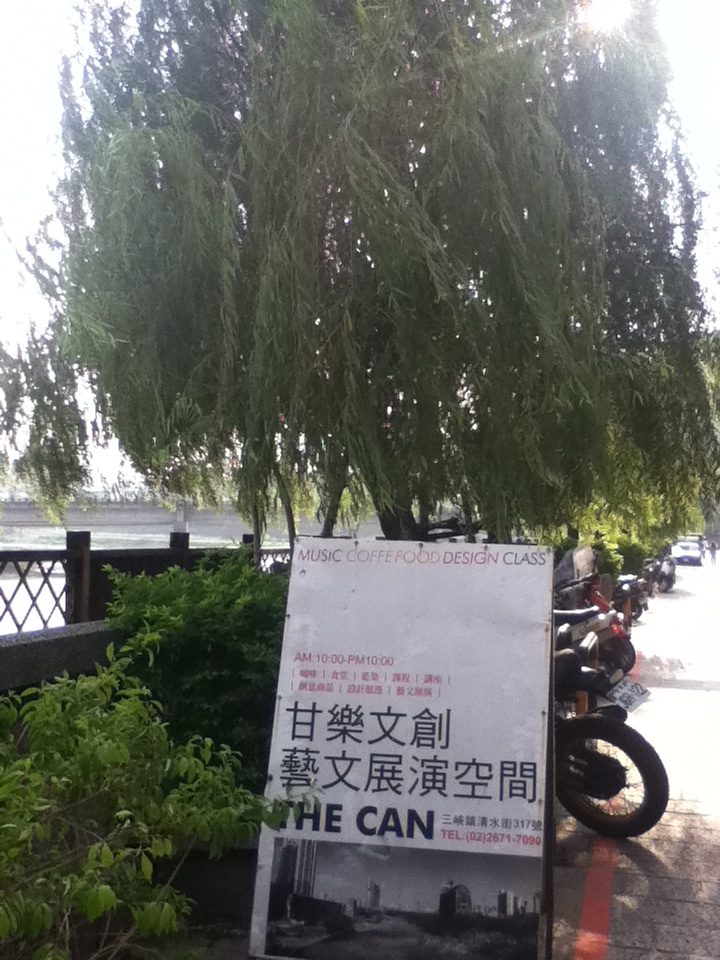 MUSIC COFFE FOOD DESIGN CLASS
AM:10:00-PM10:00
| 咖啡 | 食堂 | 藍染 | 課程 | 講座 |
| 創意商品 | 設計服務 | 藝文展演 |
甘樂文創
藝文展演空間
THE CAN
三峽鎮清水街317號
TEL:(02)2671-7090